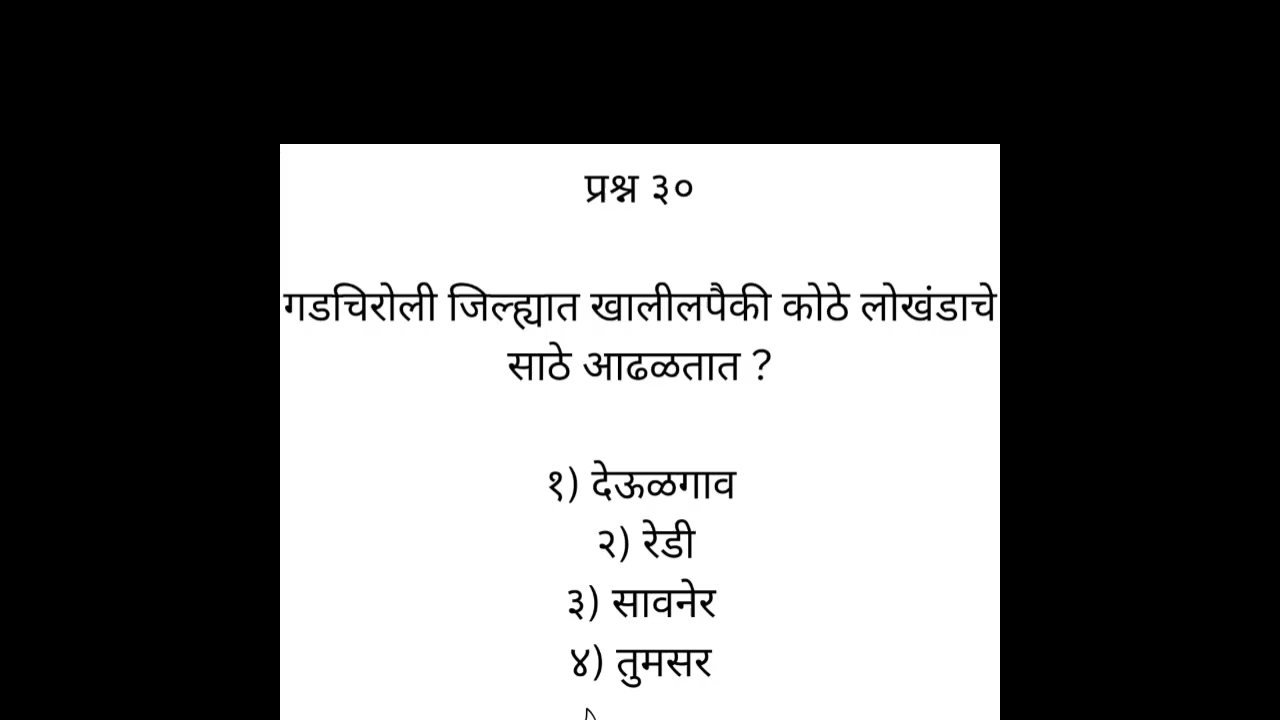 प्रश्न ३०
गडचिरोली जिल्ह्यात खालीलपैकी कोठे लोखंडाचे
साठे आढळतात ?
१) देऊळगाव
२) रेडी
३) सावनेर
४) तुमसर